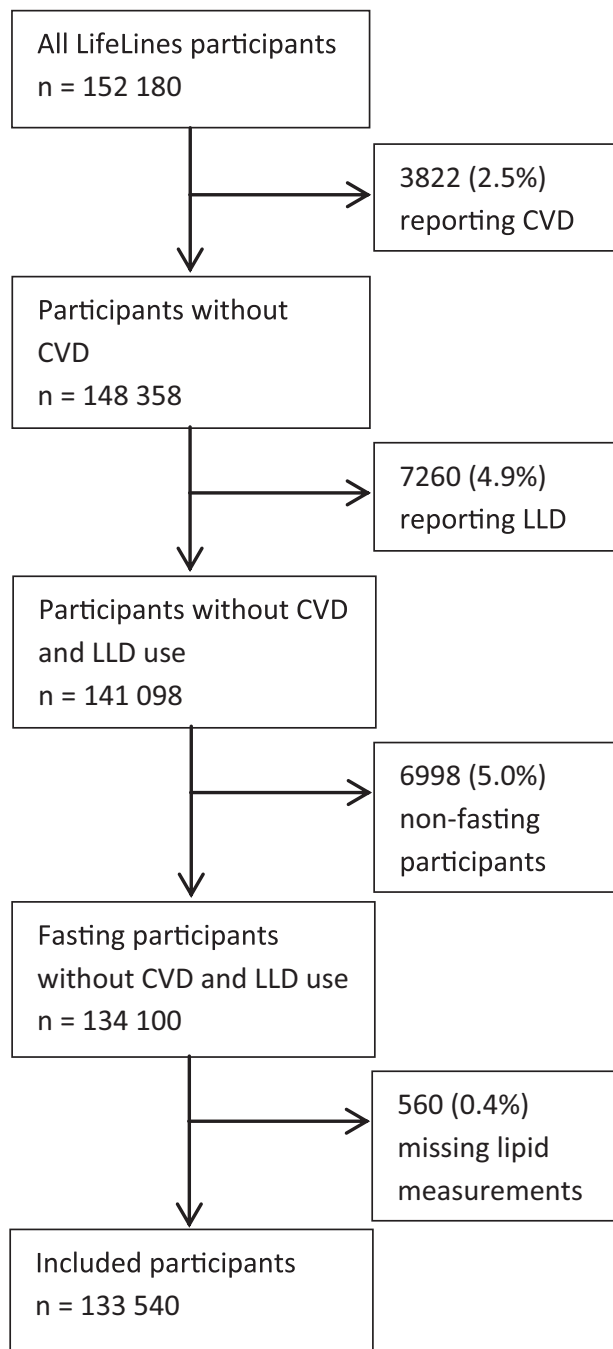 All LifeLines participants
n = 152 180
3822 (2.5%)
reporting CVD
Participants without
CVD
n = 148 358
7260 (4.9%)
reporting LLD
Participants without CVD
and LLD use
n = 141 098
6998 (5.0%)
non-fasting
participants
Fasting participants
without CVD and LLD use
n = 134 100
560 (0.4%)
missing lipid
measurements
Included participants
n = 133 540